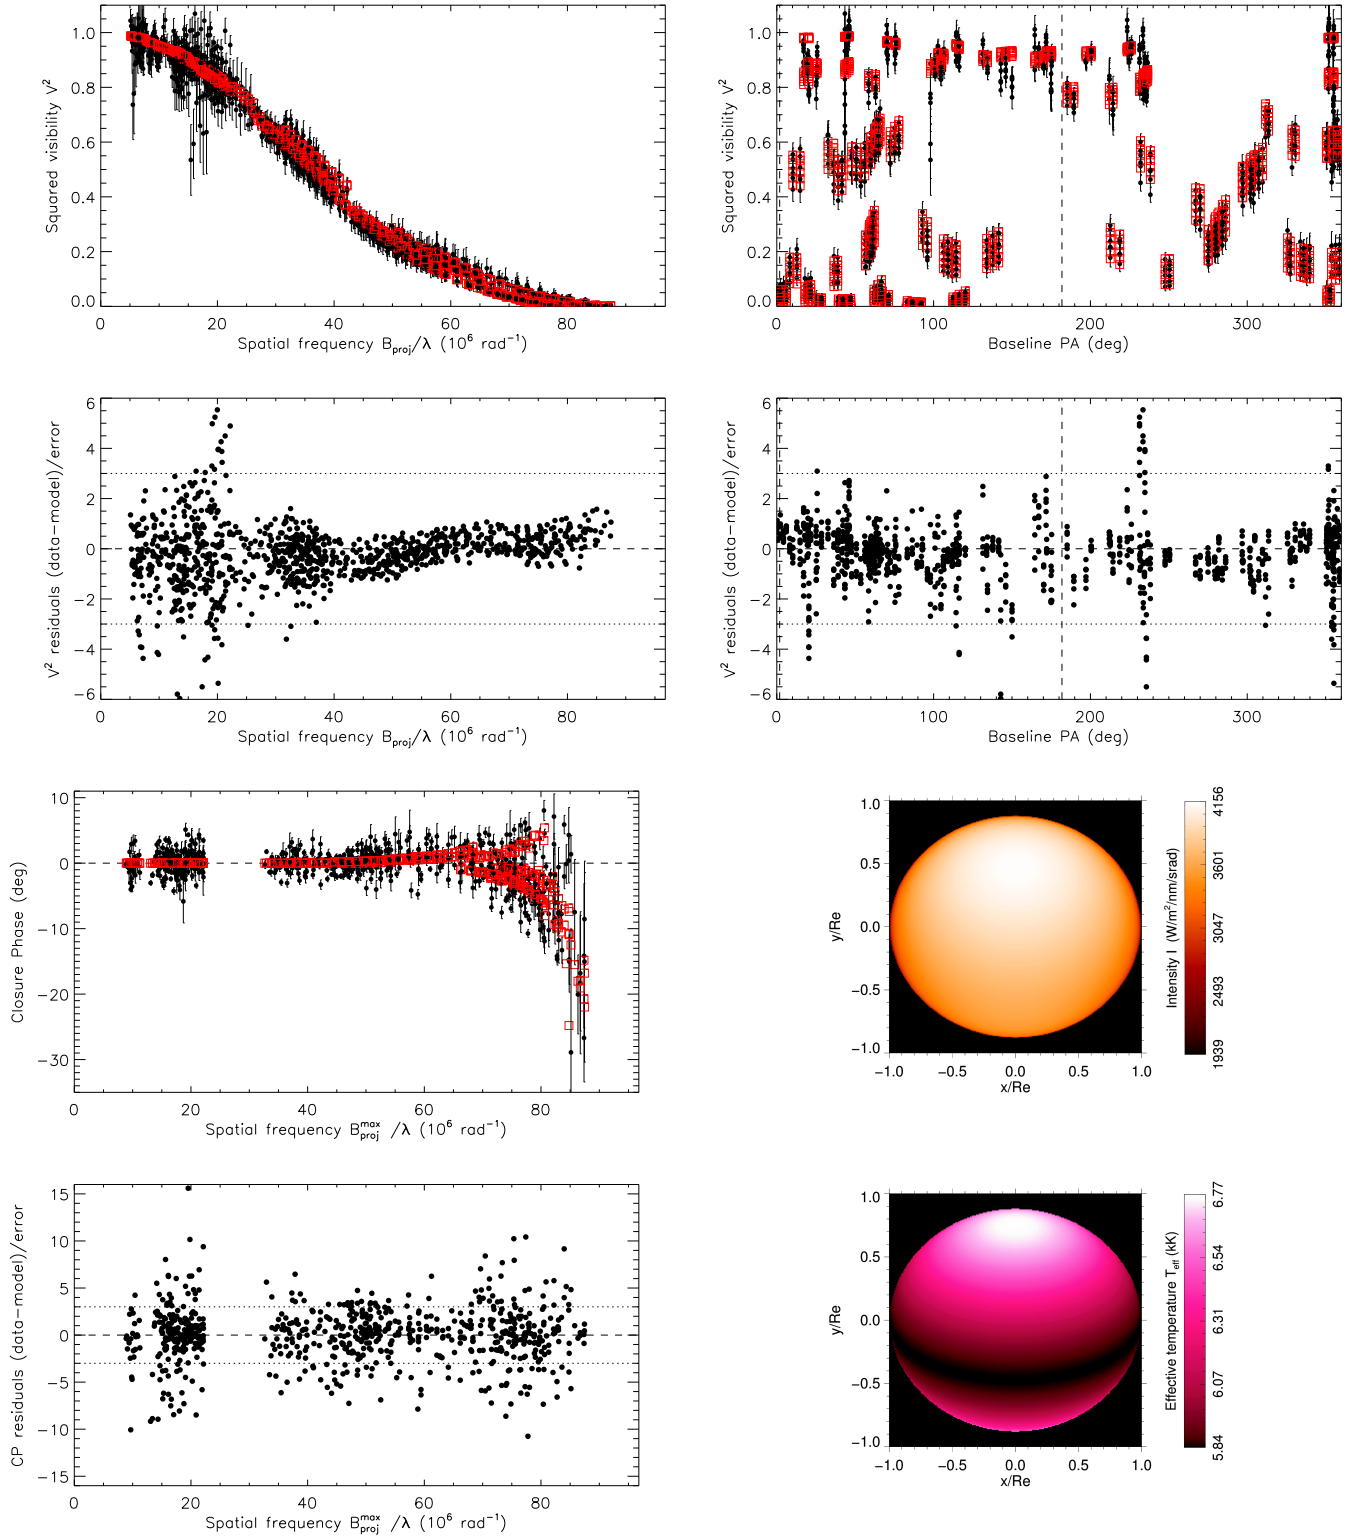 1.0
0.8
0.6
0.4
0.2
0.0
Squared visibility V²
0 20 40 60 80
Spatial frequency B_proj/λ (10⁶ rad⁻¹)
1.0
0.8
0.6
0.4
0.2
0.0
Squared visibility V²
0 100 200 300
Baseline PA (deg)
6
4
2
0
−2
−4
−6
V² residuals (data−model)/error
0 20 40 60 80
Spatial frequency B_proj/λ (10⁶ rad⁻¹)
6
4
2
0
−2
−4
−6
V² residuals (data−model)/error
0 100 200 300
Baseline PA (deg)
10
0
−10
−20
−30
Closure Phase (deg)
0 20 40 60 80
Spatial frequency B_proj^max /λ (10⁶ rad⁻¹)
1.0
0.5
0.0
−0.5
−1.0
y/Re
−1.0 −0.5 0.0 0.5 1.0
x/Re
Intensity I (W/m²/nm/srad)
1939 2493 3047 3601 4156
15
10
5
0
−5
−10
−15
CP residuals (data−model)/error
0 20 40 60 80
Spatial frequency B_proj^max /λ (10⁶ rad⁻¹)
1.0
0.5
0.0
−0.5
−1.0
y/Re
−1.0 −0.5 0.0 0.5 1.0
x/Re
Effective temperature T_eff (kK)
5.84 6.07 6.31 6.54 6.77